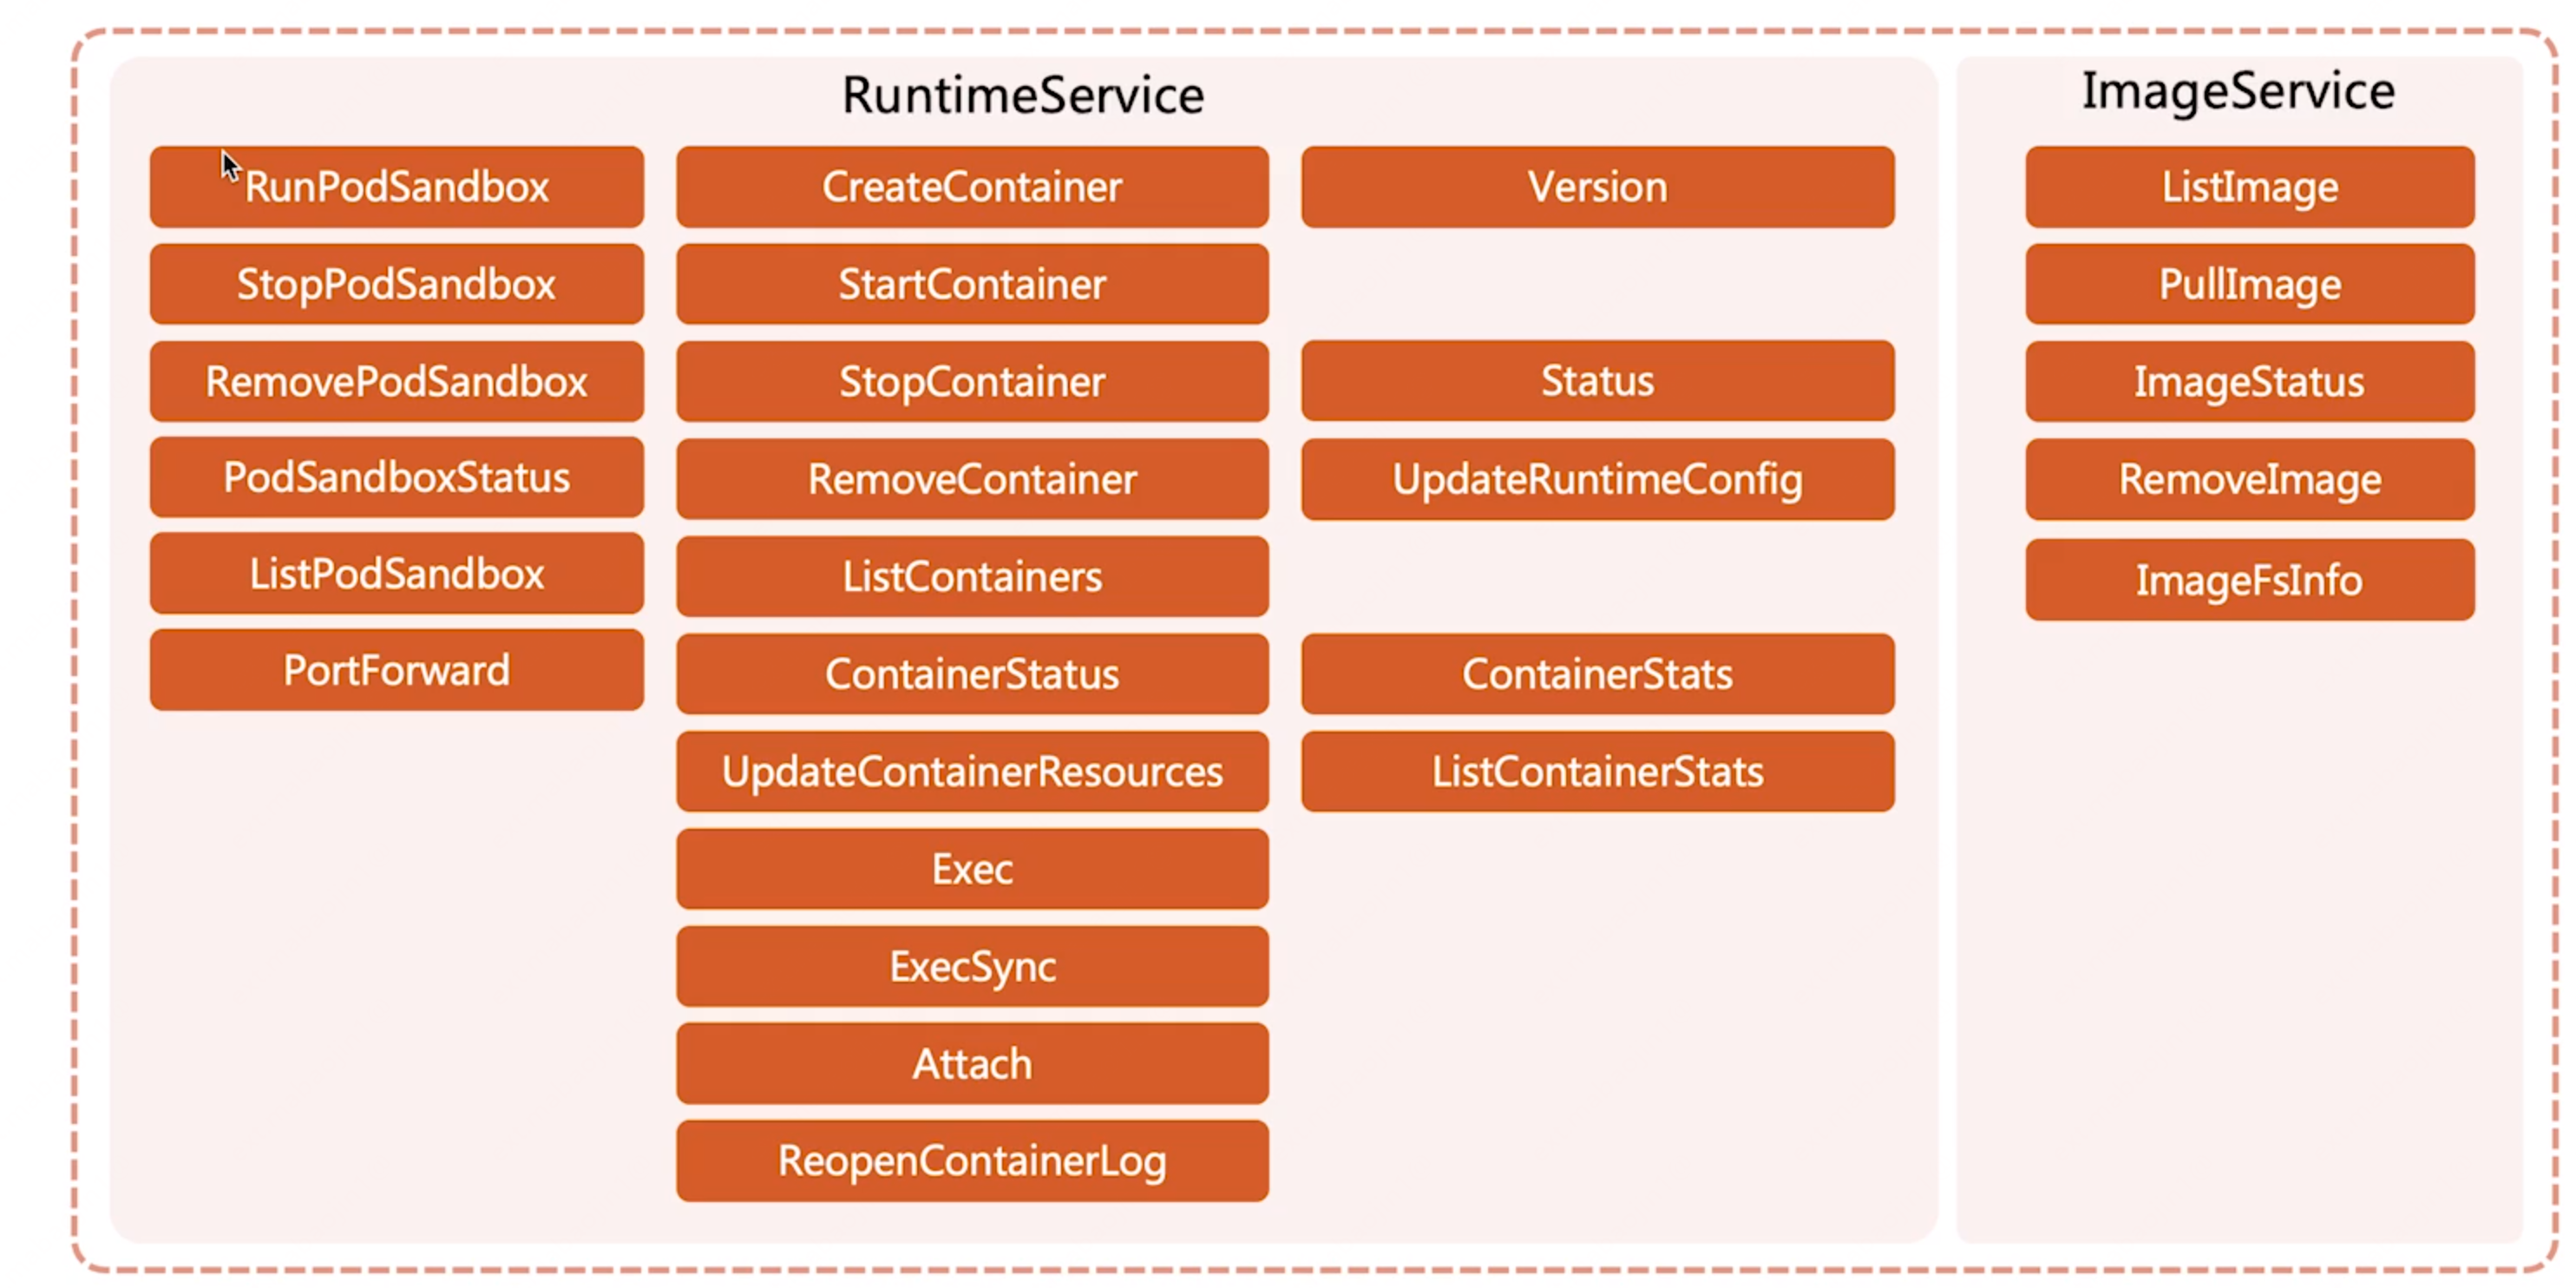 RuntimeService
RunPodSandbox
StopPodSandbox
RemovePodSandbox
PodSandboxStatus
ListPodSandbox
PortForward
CreateContainer
StartContainer
StopContainer
RemoveContainer
ListContainers
ContainerStatus
UpdateContainerResources
Exec
ExecSync
Attach
ReopenContainerLog
Version
Status
UpdateRuntimeConfig
ContainerStats
ListContainerStats
ImageService
ListImage
PullImage
ImageStatus
RemoveImage
ImageFsInfo